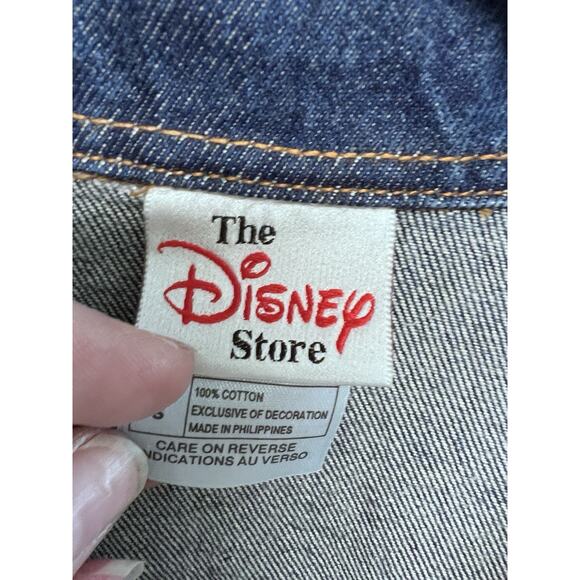 The
Disney
Store
S
100% COTTON
EXCLUSIVE OF DECORATION
MADE IN PHILIPPINES
CARE ON REVERSE
INDICATIONS AU VERSO